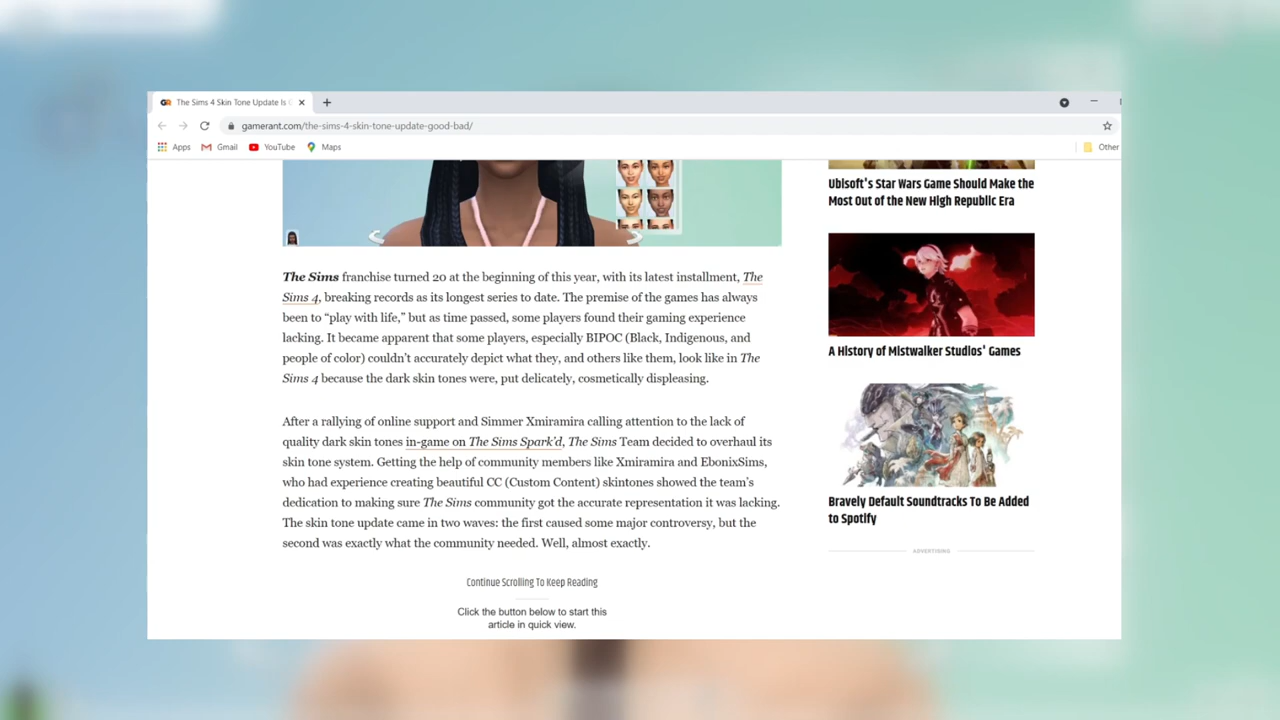 GR The Sims 4 Skin Tone Update Is
gamerant.com/the-sims-4-skin-tone-update-good-bad/
Apps Gmail YouTube Maps Other
The Sims franchise turned 20 at the beginning of this year, with its latest installment, The
Sims 4, breaking records as its longest series to date. The premise of the games has always
been to “play with life,” but as time passed, some players found their gaming experience
lacking. It became apparent that some players, especially BIPOC (Black, Indigenous, and
people of color) couldn’t accurately depict what they, and others like them, look like in The
Sims 4 because the dark skin tones were, put delicately, cosmetically displeasing.
After a rallying of online support and Simmer Xmiramira calling attention to the lack of
quality dark skin tones in-game on The Sims Spark’d, The Sims Team decided to overhaul its
skin tone system. Getting the help of community members like Xmiramira and EbonixSims,
who had experience creating beautiful CC (Custom Content) skintones showed the team’s
dedication to making sure The Sims community got the accurate representation it was lacking.
The skin tone update came in two waves: the first caused some major controversy, but the
second was exactly what the community needed. Well, almost exactly.
Continue Scrolling To Keep Reading
Click the button below to start this
article in quick view.
Ubisoft's Star Wars Game Should Make the
Most Out of the New High Republic Era
A History of Mistwalker Studios' Games
Bravely Default Soundtracks To Be Added
to Spotify
ADVERTISING